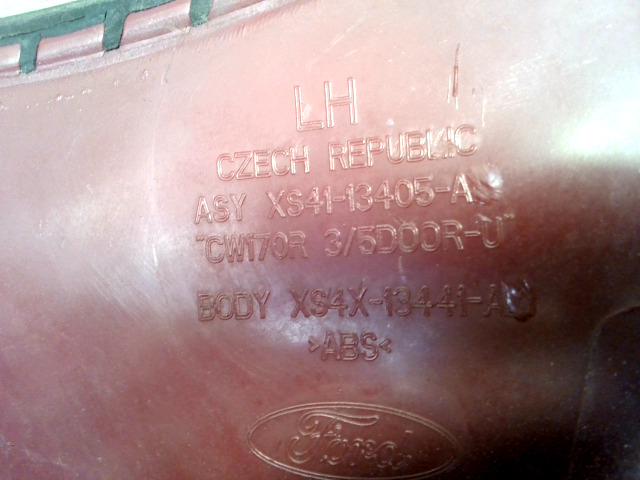 LH
CZECH REPUBLIC
ASY XS41-13405-A
"CW170R 3/5DOOR-U"
BODY XS4X-13441-A
>ABS<
Ford